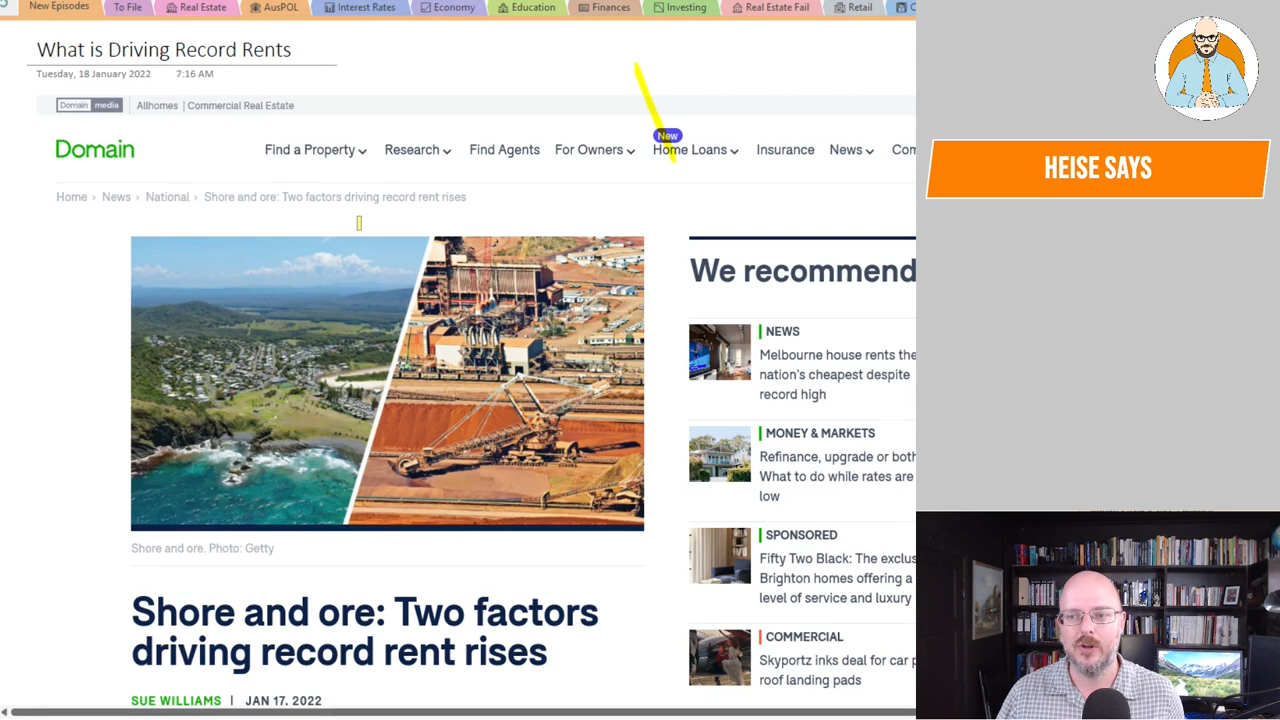 New Episodes To File Real Estate AusPOL Interest Rates Economy Education Finances Investing Real Estate Fail Retail
What is Driving Record Rents
Tuesday, 18 January 2022 7:16 AM
Domain media Allhomes | Commercial Real Estate
Domain
Find a Property Research Find Agents For Owners Home Loans Insurance News Com
New
Home › News › National › Shore and ore: Two factors driving record rent rises
Shore and ore. Photo: Getty
Shore and ore: Two factors
driving record rent rises
SUE WILLIAMS | JAN 17, 2022
We recommend
NEWS
Melbourne house rents the
nation's cheapest despite
record high
MONEY & MARKETS
Refinance, upgrade or both
What to do while rates are
low
SPONSORED
Fifty Two Black: The exclus
Brighton homes offering a
level of service and luxury
COMMERCIAL
Skyportz inks deal for car p
roof landing pads
HEISE SAYS